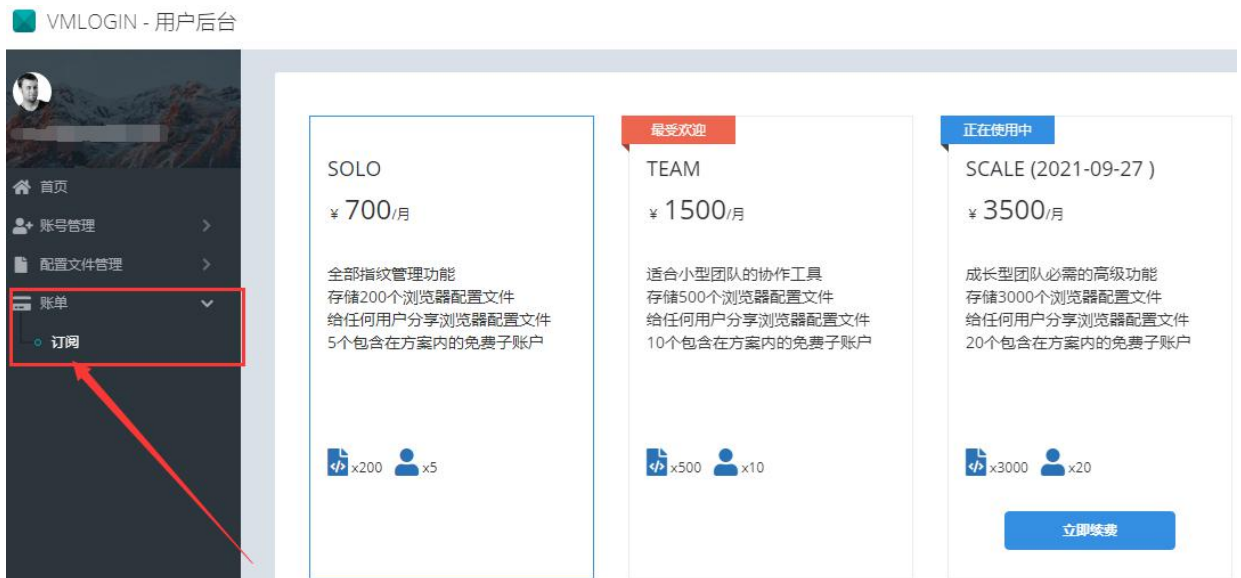 VMLOGIN - 用户后台
首页
账号管理
配置文件管理
账单
订阅
SOLO
¥ 700/月
全部指纹管理功能
存储200个浏览器配置文件
给任何用户分享浏览器配置文件
5个包含在方案内的免费子账户
x200 x5
最受欢迎
TEAM
¥ 1500/月
适合小型团队的协作工具
存储500个浏览器配置文件
给任何用户分享浏览器配置文件
10个包含在方案内的免费子账户
x500 x10
正在使用中
SCALE (2021-09-27 )
¥ 3500/月
成长型团队必需的高级功能
存储3000个浏览器配置文件
给任何用户分享浏览器配置文件
20个包含在方案内的免费子账户
x3000 x20
立即续费